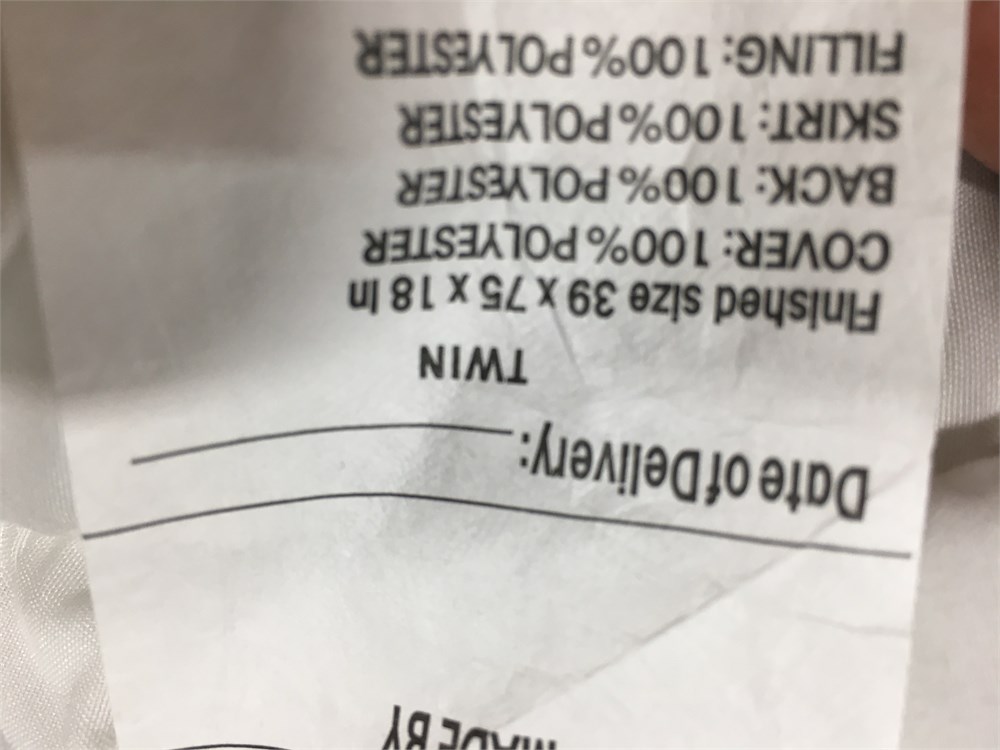 MADE BY
Date of Delivery:
TWIN
Finished size 39 x 75 x 18 In
COVER: 100% POLYESTER
BACK: 100% POLYESTER
SKIRT: 100% POLYESTER
FILLING: 100% POLYESTER